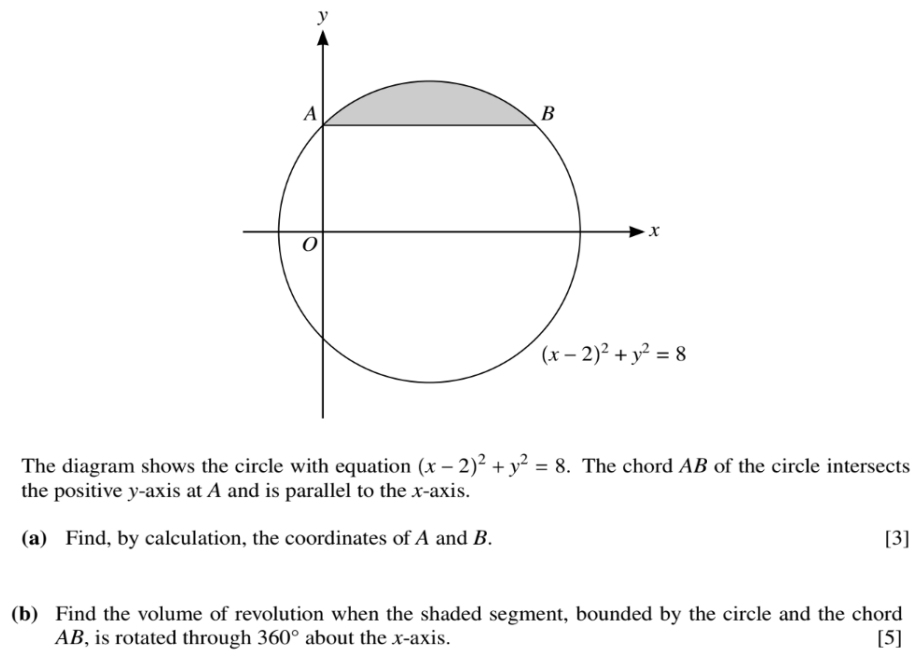 y
A
B
O
x
(x – 2)² + y² = 8
The diagram shows the circle with equation (x – 2)² + y² = 8. The chord AB of the circle intersects
the positive y-axis at A and is parallel to the x-axis.
(a) Find, by calculation, the coordinates of A and B. [3]
(b) Find the volume of revolution when the shaded segment, bounded by the circle and the chord
AB, is rotated through 360° about the x-axis. [5]